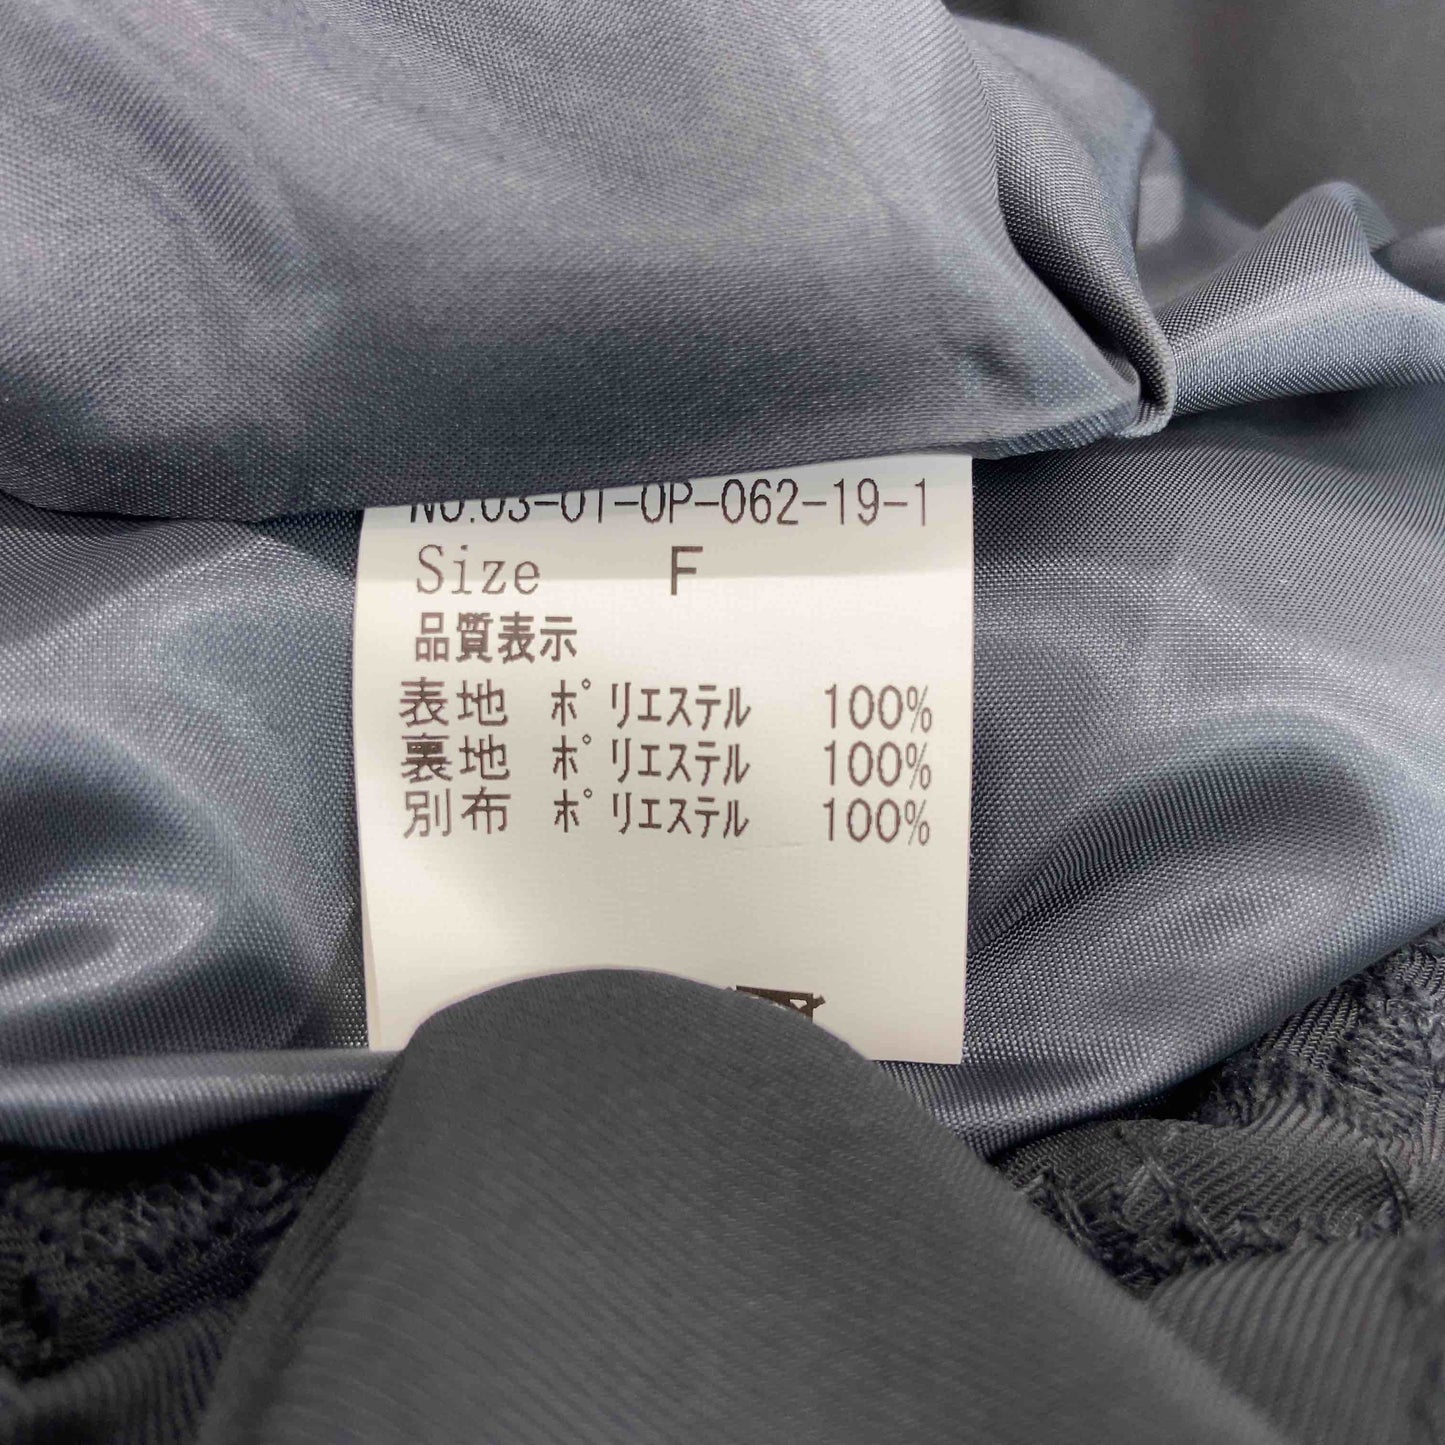 NO.03-01-OP-062-19-1
Size F
品質表示
表地 ポリエステル 100%
裏地 ポリエステル 100%
別布 ポリエステル 100%